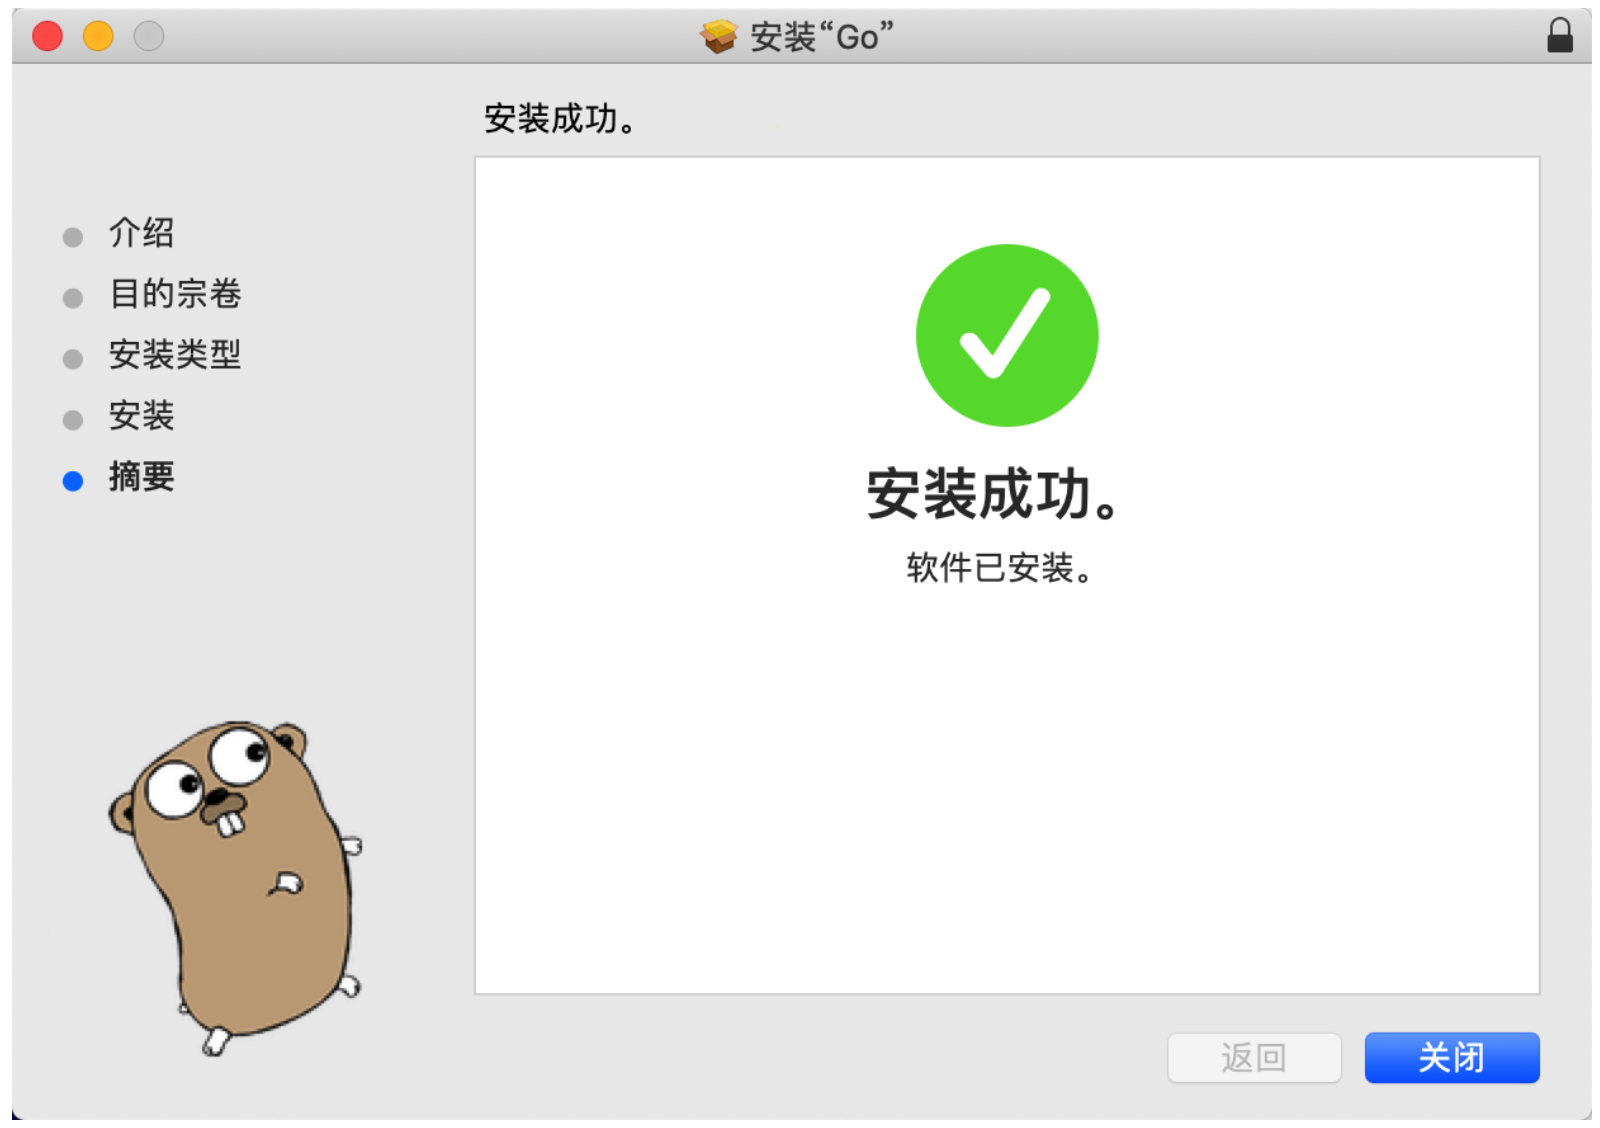 安装“Go”
安装成功。
介绍
目的宗卷
安装类型
安装
摘要
安装成功。
软件已安装。
返回
关闭